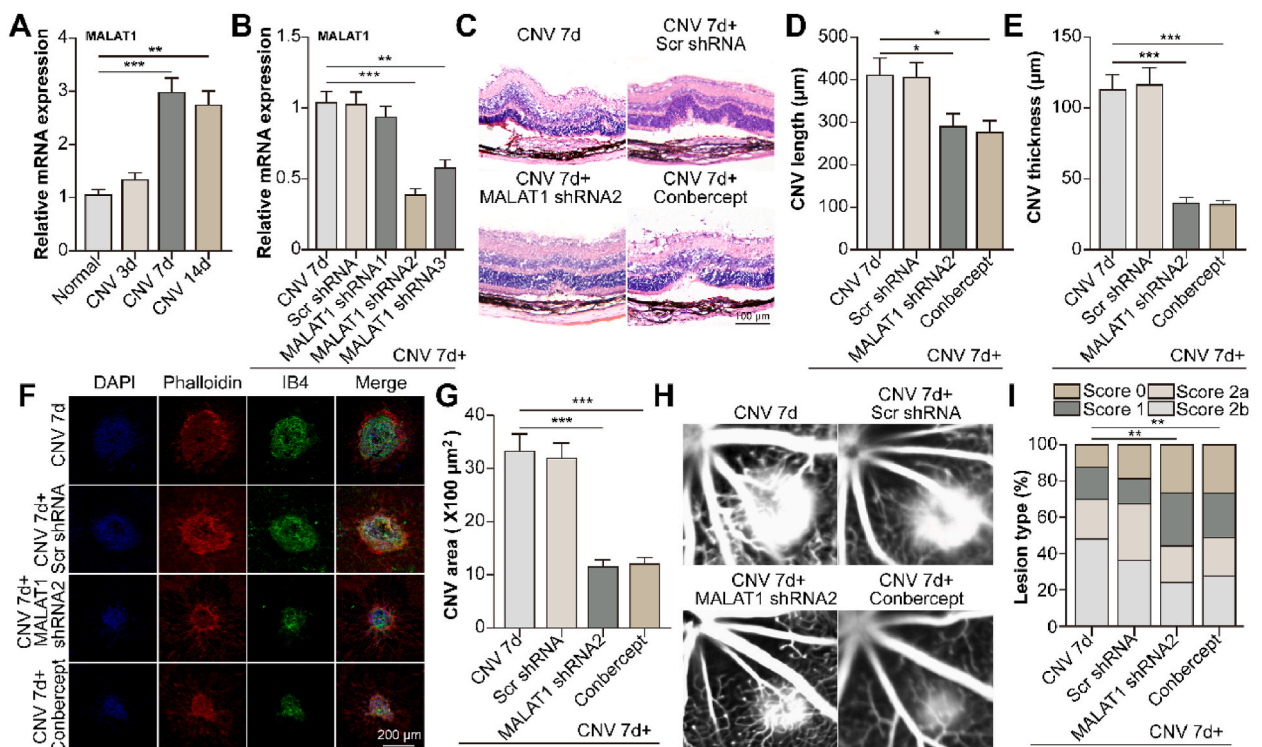 A
MALAT1
Relative mRNA expression
4
3
2
1
0
**
***
Normal
CNV 3d
CNV 7d
CNV 14d
B
MALAT1
Relative mRNA expression
1.5
1
0.5
0
**
***
CNV 7d
Scr shRNA
MALAT1 shRNA1
MALAT1 shRNA2
MALAT1 shRNA3
CNV 7d+
C
CNV 7d
CNV 7d+
Scr shRNA
CNV 7d+
MALAT1 shRNA2
CNV 7d+
Conbercept
100 μm
D
CNV length (μm)
500
400
300
200
100
0
*
*
CNV 7d
Scr shRNA
MALAT1 shRNA2
Conbercept
CNV 7d+
E
CNV thickness (μm)
150
100
50
0
***
***
CNV 7d
Scr shRNA
MALAT1 shRNA2
Conbercept
CNV 7d+
F
DAPI
Phalloidin
IB4
Merge
CNV 7d
CNV 7d+
Scr shRNA
CNV 7d+
MALAT1
shRNA2
CNV 7d+
Conbercept
200 μm
G
CNV area ( X100 μm²)
40
30
20
10
0
***
***
CNV 7d
Scr shRNA
MALAT1 shRNA2
Conbercept
CNV 7d+
H
CNV 7d
CNV 7d+
Scr shRNA
CNV 7d+
MALAT1 shRNA2
CNV 7d+
Conbercept
I
Score 0
Score 2a
Score 1
Score 2b
Lesion type (%)
100
80
60
40
20
0
**
**
CNV 7d
Scr shRNA
MALAT1 shRNA2
Conbercept
CNV 7d+